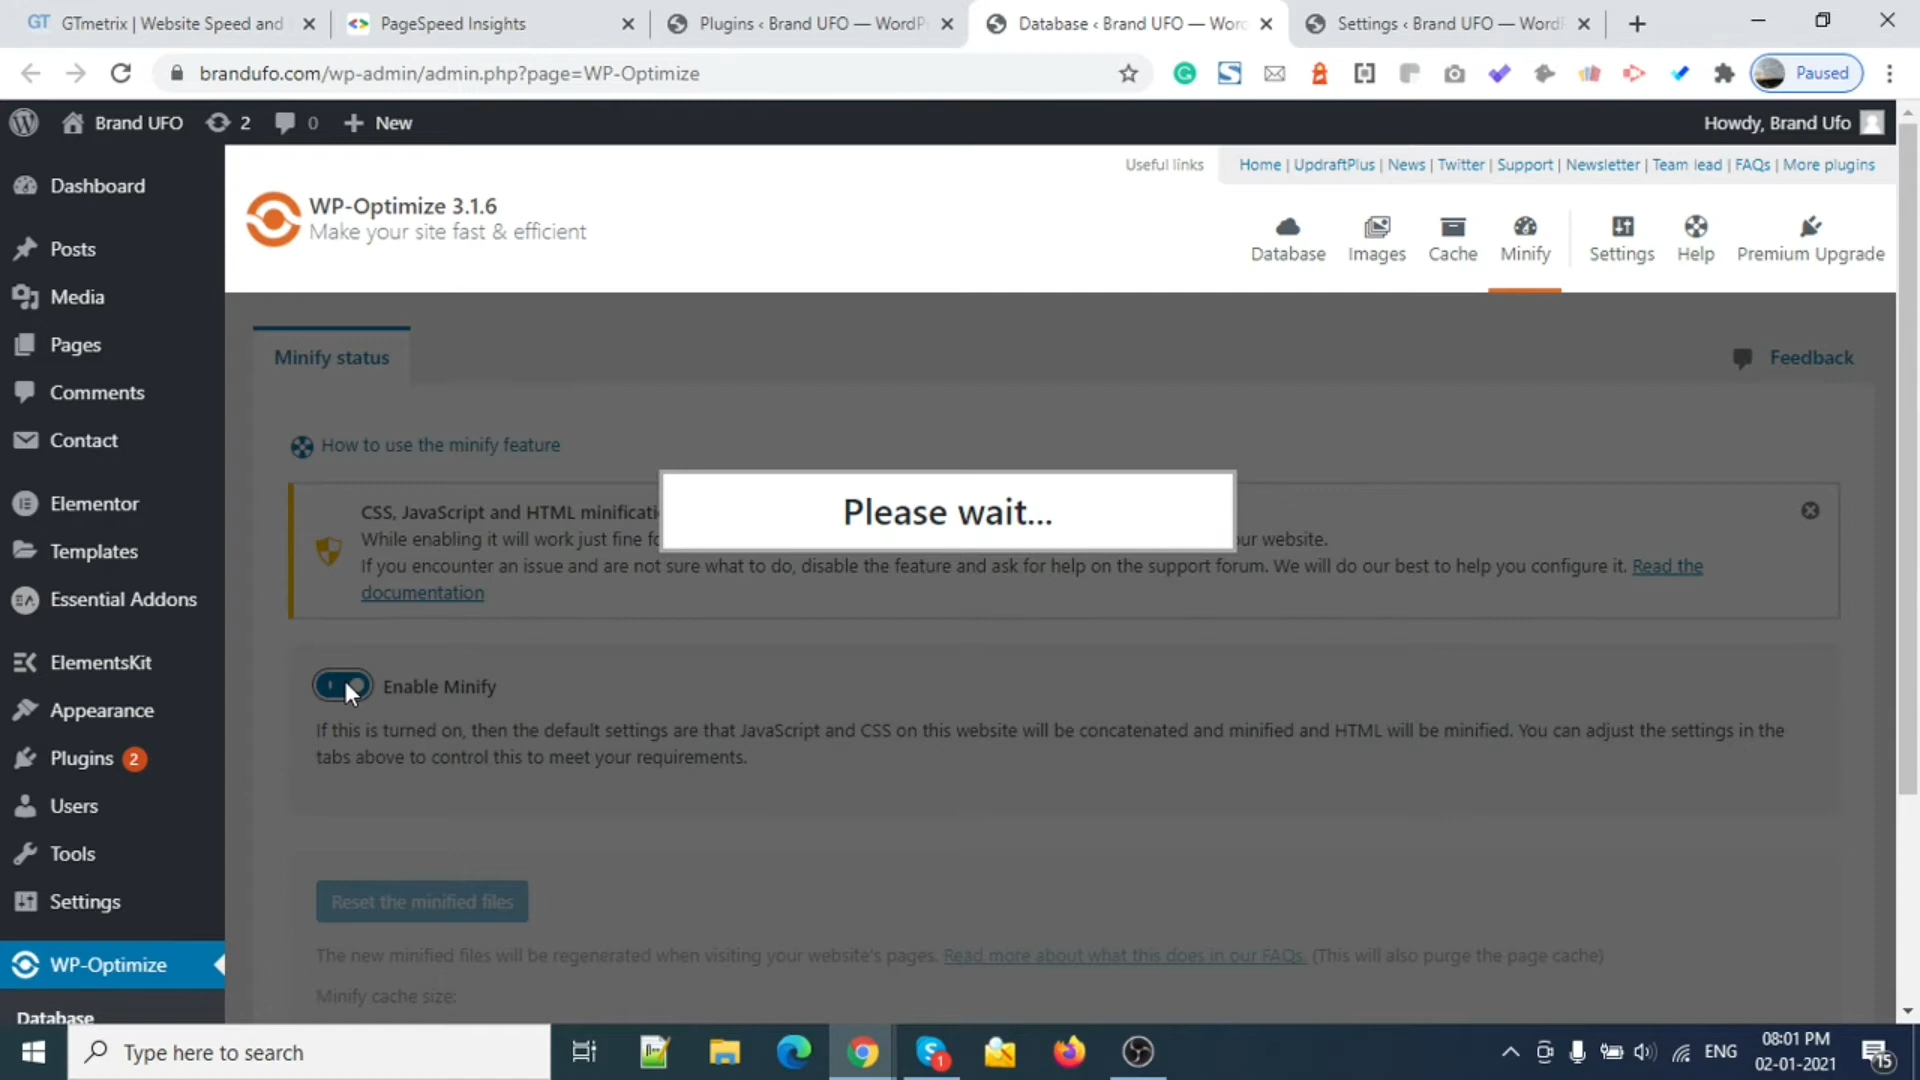 GT GTmetrix | Website Speed and
PageSpeed Insights
Plugins ‹ Brand UFO — WordPr
Database ‹ Brand UFO — Worc
Settings ‹ Brand UFO — WordP
brandufo.com/wp-admin/admin.php?page=WP-Optimize
Paused
Brand UFO
2
0
New
Howdy, Brand Ufo
Useful links
Home | UpdraftPlus | News | Twitter | Support | Newsletter | Team lead | FAQs | More plugins
WP-Optimize 3.1.6
Make your site fast & efficient
Database
Images
Cache
Minify
Settings
Help
Premium Upgrade
Dashboard
Posts
Media
Pages
Comments
Contact
Elementor
Templates
Essential Addons
ElementsKit
Appearance
Plugins 2
Users
Tools
Settings
WP-Optimize
Database
Minify status
Feedback
How to use the minify feature
CSS, JavaScript and HTML minificati
While enabling it will work just fine fo
ur website.
If you encounter an issue and are not sure what to do, disable the feature and ask for help on the support forum. We will do our best to help you configure it. Read the
documentation
Please wait...
Enable Minify
If this is turned on, then the default settings are that JavaScript and CSS on this website will be concatenated and minified and HTML will be minified. You can adjust the settings in the
tabs above to control this to meet your requirements.
Reset the minified files
The new minified files will be regenerated when visiting your website's pages. Read more about what this does in our FAQs. (This will also purge the page cache)
Minify cache size:
Type here to search
1
ENG
08:01 PM
02-01-2021
15